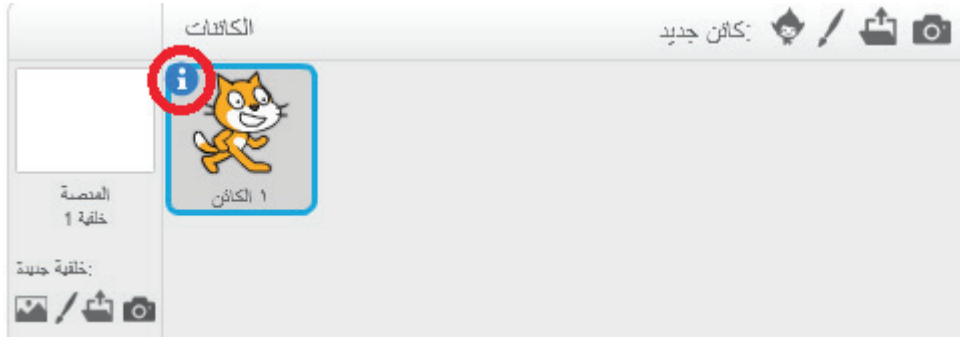 الكائنات
كائن جديد:
١ الكائن
المنصة
خلفية 1
خلفية جديدة: